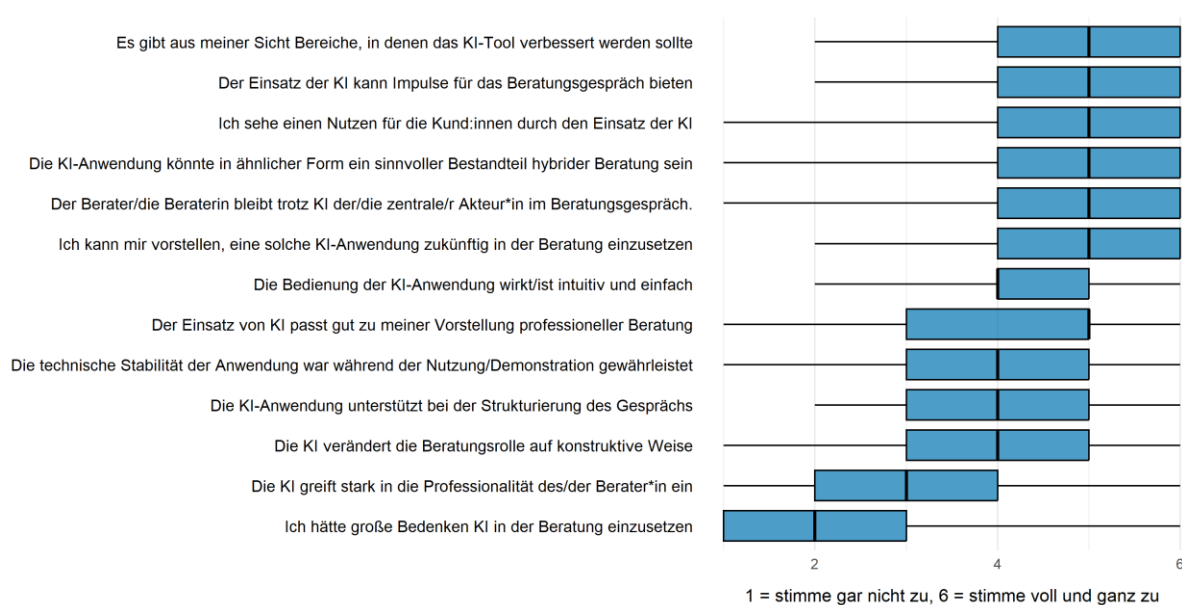 Es gibt aus meiner Sicht Bereiche, in denen das KI-Tool verbessert werden sollte
Der Einsatz der KI kann Impulse für das Beratungsgespräch bieten
Ich sehe einen Nutzen für die Kund:innen durch den Einsatz der KI
Die KI-Anwendung könnte in ähnlicher Form ein sinnvoller Bestandteil hybrider Beratung sein
Der Berater/die Beraterin bleibt trotz KI der/die zentrale/r Akteur*in im Beratungsgespräch.
Ich kann mir vorstellen, eine solche KI-Anwendung zukünftig in der Beratung einzusetzen
Die Bedienung der KI-Anwendung wirkt/ist intuitiv und einfach
Der Einsatz von KI passt gut zu meiner Vorstellung professioneller Beratung
Die technische Stabilität der Anwendung war während der Nutzung/Demonstration gewährleistet
Die KI-Anwendung unterstützt bei der Strukturierung des Gesprächs
Die KI verändert die Beratungsrolle auf konstruktive Weise
Die KI greift stark in die Professionalität des/der Berater*in ein
Ich hätte große Bedenken KI in der Beratung einzusetzen
2 4 6
1 = stimme gar nicht zu, 6 = stimme voll und ganz zu